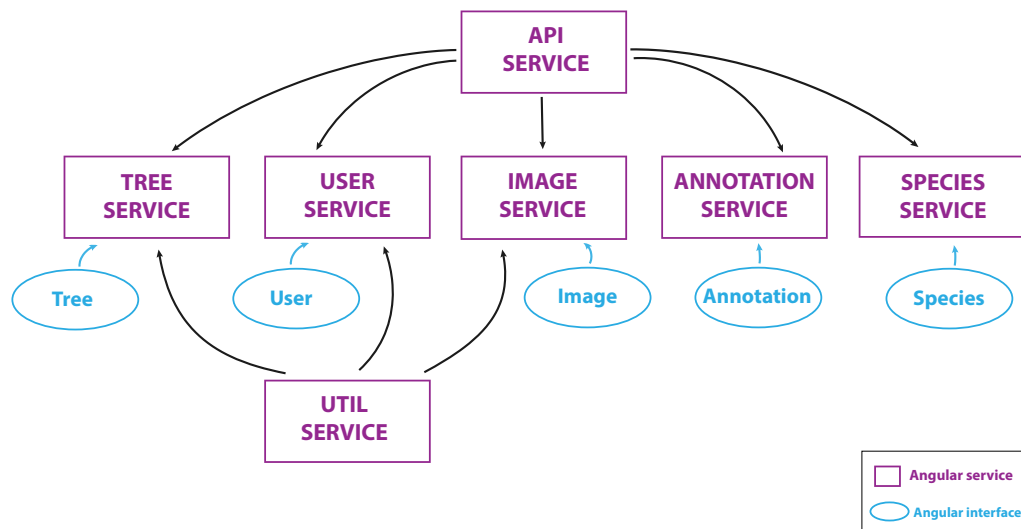 API
SERVICE
TREE
SERVICE
USER
SERVICE
IMAGE
SERVICE
ANNOTATION
SERVICE
SPECIES
SERVICE
Tree
User
Image
Annotation
Species
UTIL
SERVICE
Angular service
Angular interface